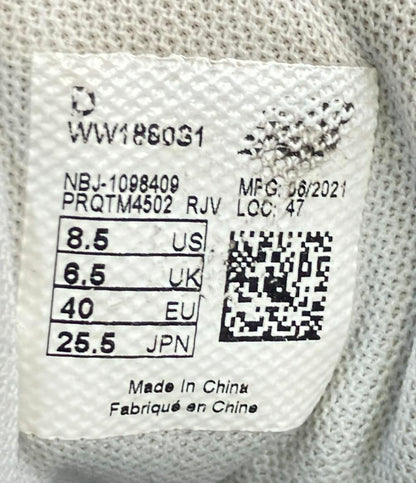 D
WW1880G1
NBJ-1098409 MFG: 06/2021
PRQTM4502 RJV LOC: 47
8.5 US
6.5 UK
40 EU
25.5 JPN
Made In China
Fabriqué en Chine